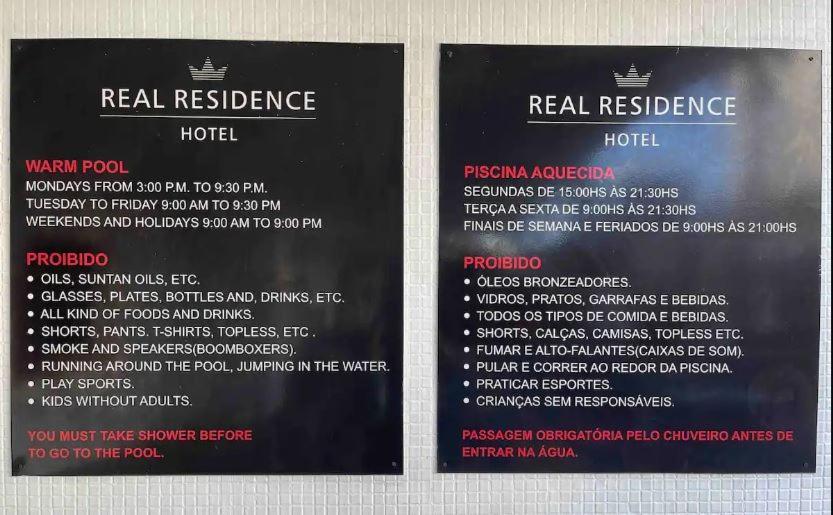 REAL RESIDENCE
HOTEL
WARM POOL
MONDAYS FROM 3:00 P.M. TO 9:30 P.M.
TUESDAY TO FRIDAY 9:00 AM TO 9:30 PM
WEEKENDS AND HOLIDAYS 9:00 AM TO 9:00 PM
PROIBIDO
• OILS, SUNTAN OILS, ETC.
• GLASSES, PLATES, BOTTLES AND, DRINKS, ETC.
• ALL KIND OF FOODS AND DRINKS.
• SHORTS, PANTS. T-SHIRTS, TOPLESS, ETC .
• SMOKE AND SPEAKERS(BOOMBOXERS).
• RUNNING AROUND THE POOL, JUMPING IN THE WATER.
• PLAY SPORTS.
• KIDS WITHOUT ADULTS.
YOU MUST TAKE SHOWER BEFORE
TO GO TO THE POOL.
REAL RESIDENCE
HOTEL
PISCINA AQUECIDA
SEGUNDAS DE 15:00HS ÀS 21:30HS
TERÇA A SEXTA DE 9:00HS ÀS 21:30HS
FINAIS DE SEMANA E FERIADOS DE 9:00HS ÀS 21:00HS
PROIBIDO
• ÓLEOS BRONZEADORES.
• VIDROS, PRATOS, GARRAFAS E BEBIDAS.
• TODOS OS TIPOS DE COMIDA E BEBIDAS.
• SHORTS, CALÇAS, CAMISAS, TOPLESS ETC.
• FUMAR E ALTO-FALANTES(CAIXAS DE SOM).
• PULAR E CORRER AO REDOR DA PISCINA.
• PRATICAR ESPORTES.
• CRIANÇAS SEM RESPONSÁVEIS.
PASSAGEM OBRIGATÓRIA PELO CHUVEIRO ANTES DE
ENTRAR NA ÁGUA.